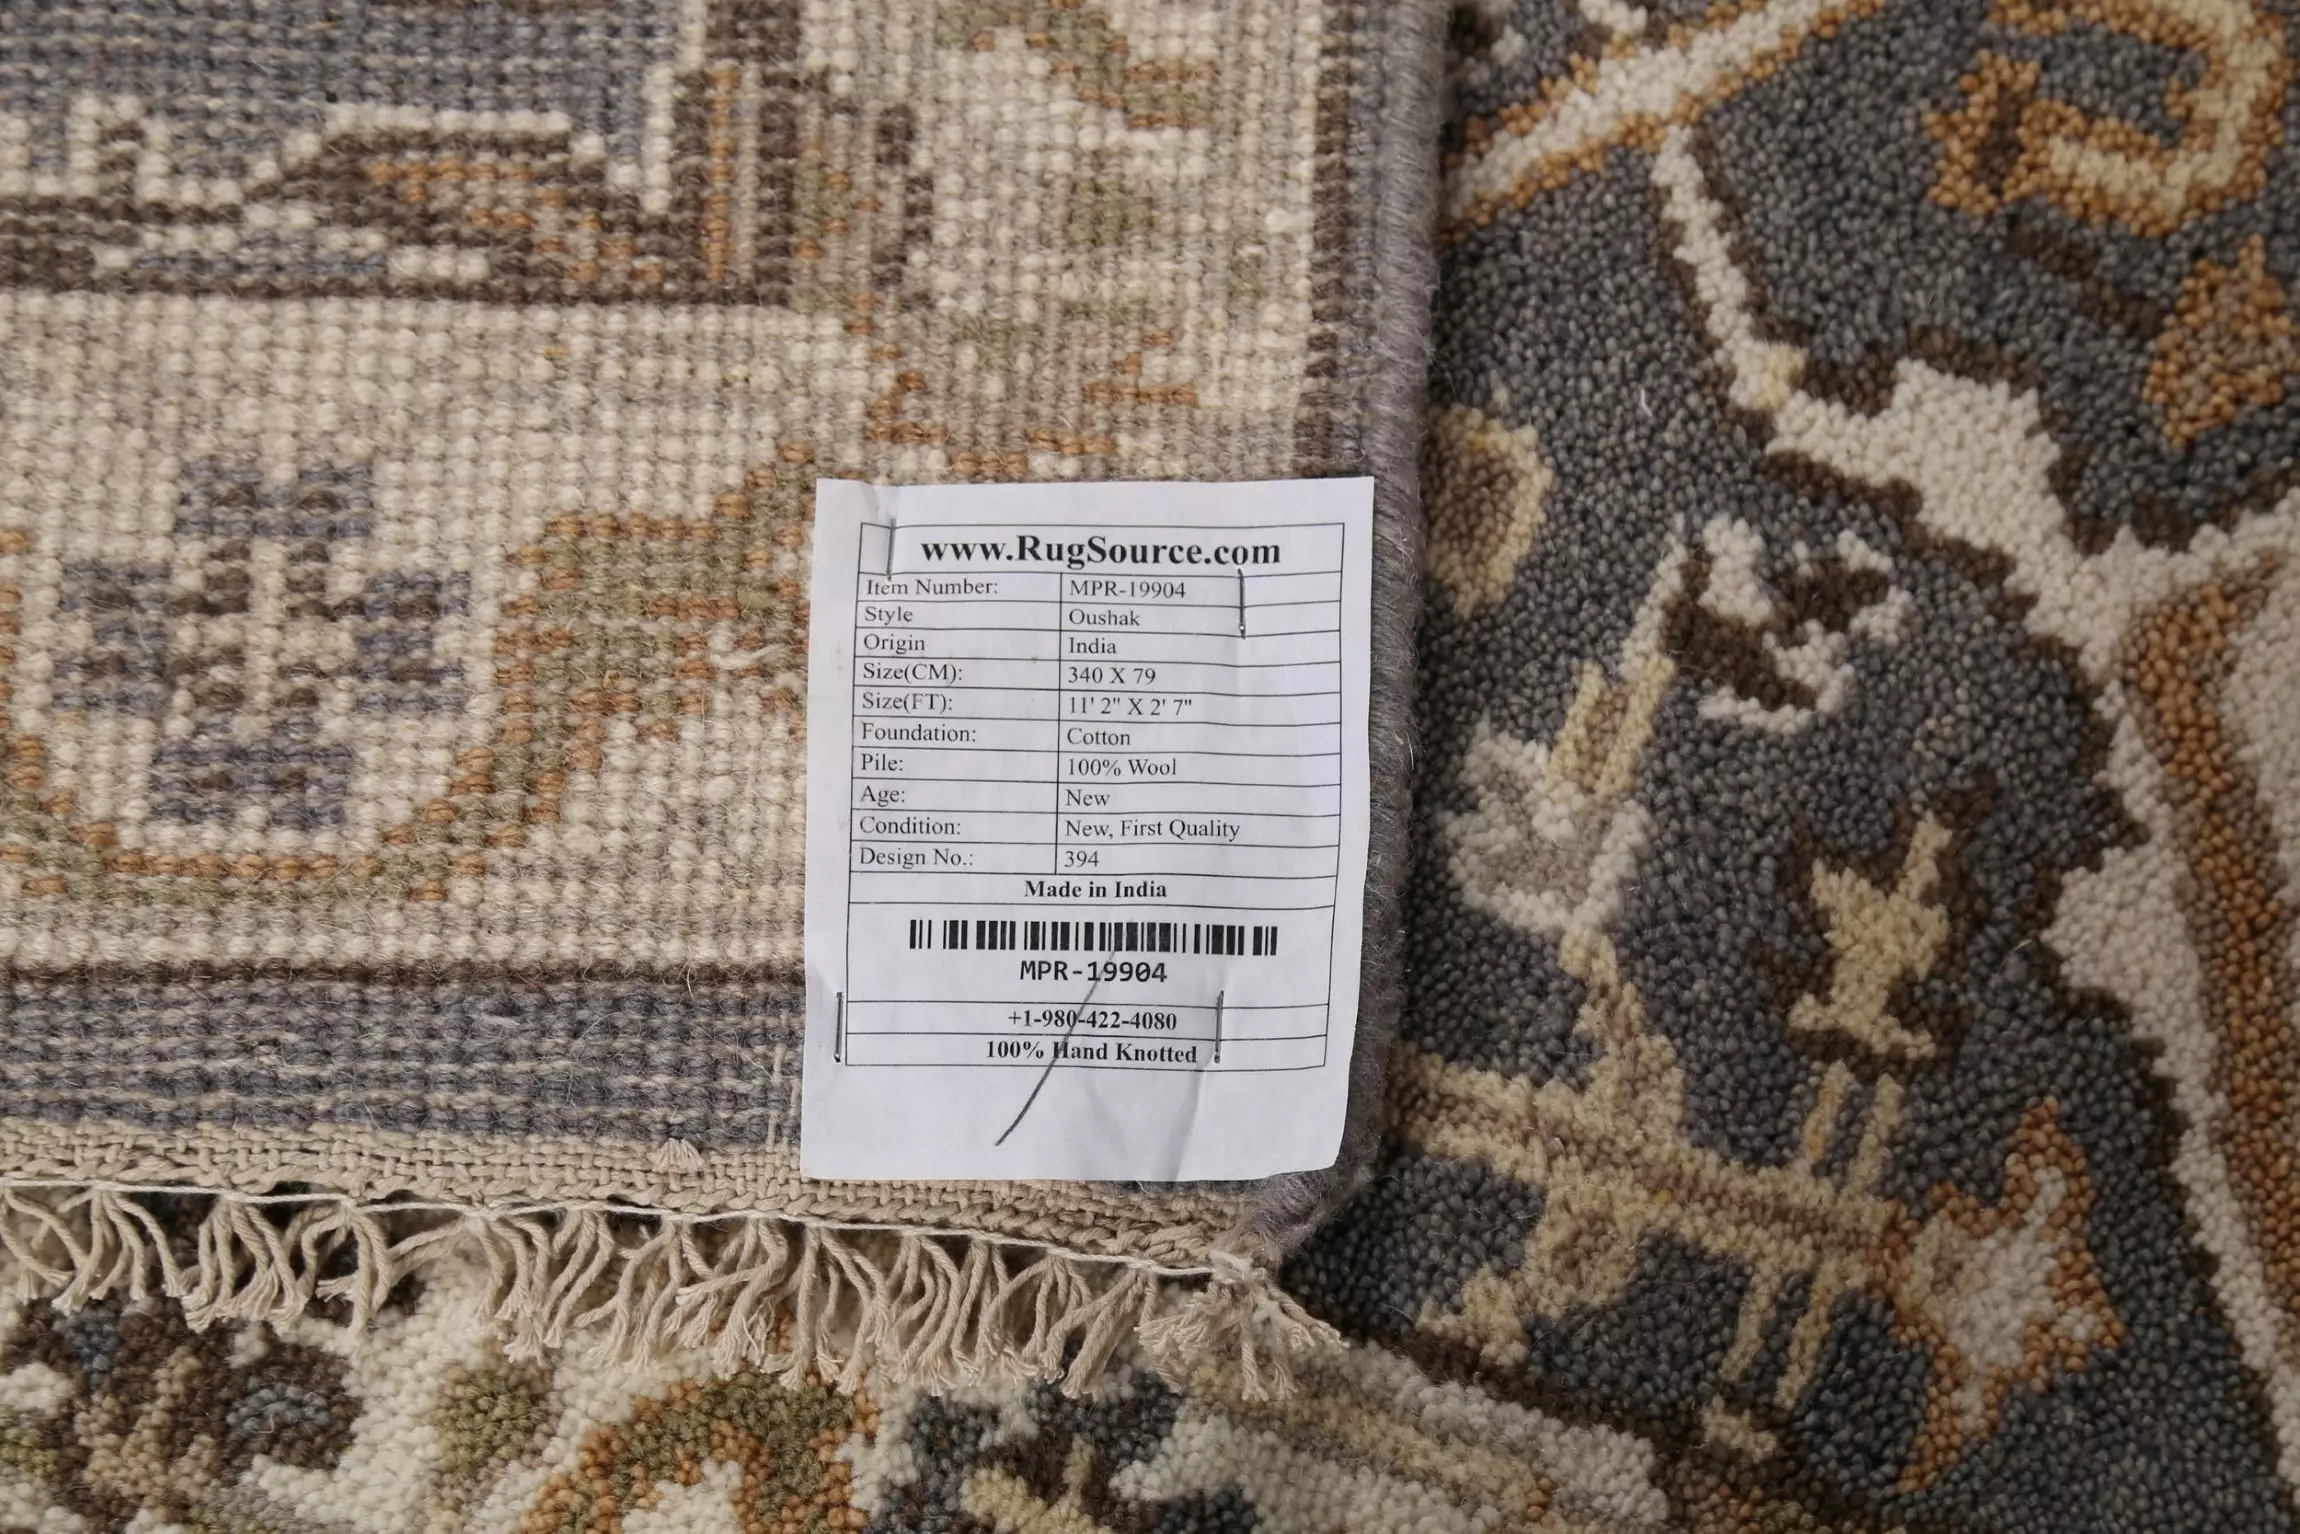 www.RugSource.com
Item Number: MPR-19904
Style Oushak
Origin India
Size(CM): 340 X 79
Size(FT): 11' 2" X 2' 7"
Foundation: Cotton
Pile: 100% Wool
Age: New
Condition: New, First Quality
Design No.: 394
Made in India
MPR-19904
+1-980-422-4080
100% Hand Knotted